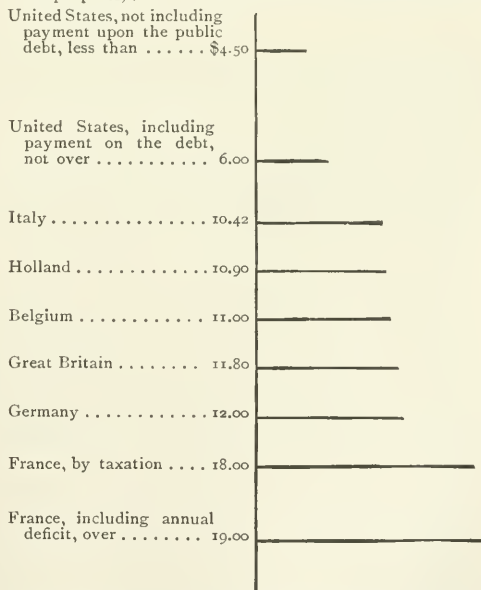 United States, not including
payment upon the public
debt, less than ...... $4.50
United States, including
payment on the debt,
not over ........... 6.00
Italy ............... 10.42
Holland ............. 10.90
Belgium ............ 11.00
Great Britain ........ 11.80
Germany ............ 12.00
France, by taxation .... 18.00
France, including annual
deficit, over ........ 19.00